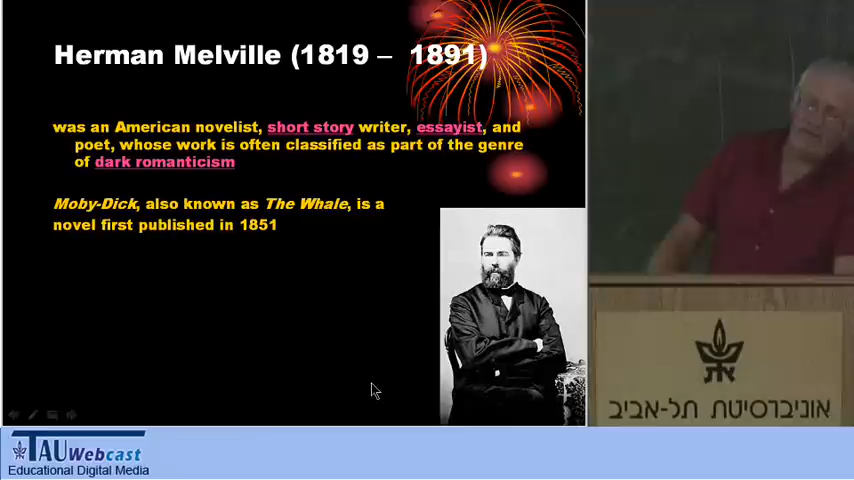 Herman Melville (1819 – 1891)
was an American novelist, short story writer, essayist, and
poet, whose work is often classified as part of the genre
of dark romanticism
Moby-Dick, also known as The Whale, is a
novel first published in 1851
אוניברסיטת תל-אביב
TAU Webcast
Educational Digital Media